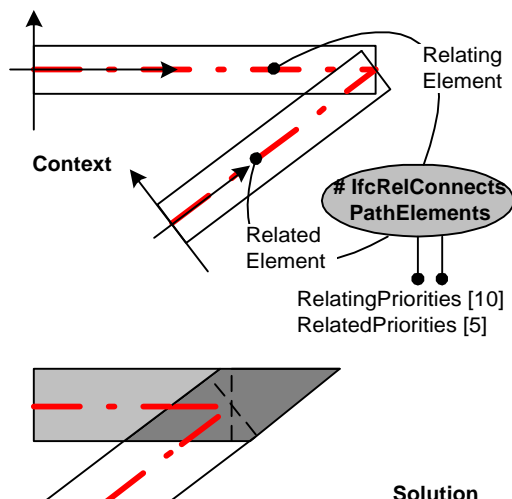 Relating
Element
Context
# IfcRelConnects
PathElements
Related
Element
RelatingPriorities [10]
RelatedPriorities [5]
Solution